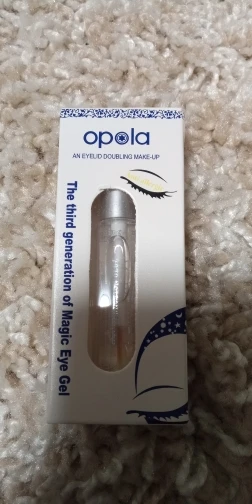 opola
AN EYELID DOUBLING MAKE-UP
The third generation of Magic Eye Gel